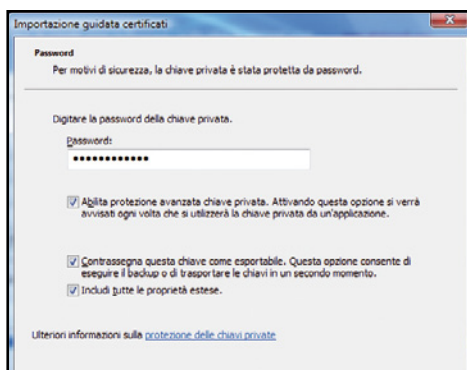 Importazione guidata certificati
Password
Per motivi di sicurezza, la chiave privata è stata protetta da password.
Digitare la password della chiave privata.
Password:
••••••••••••
Abilita protezione avanzata chiave privata. Attivando questa opzione si verrà
avvisati ogni volta che si utilizzerà la chiave privata da un'applicazione.
Contrassegna questa chiave come esportabile. Questa opzione consente di
eseguire il backup o di trasportare le chiavi in un secondo momento.
Includi tutte le proprietà estese.
Ulteriori informazioni sulla protezione delle chiavi private